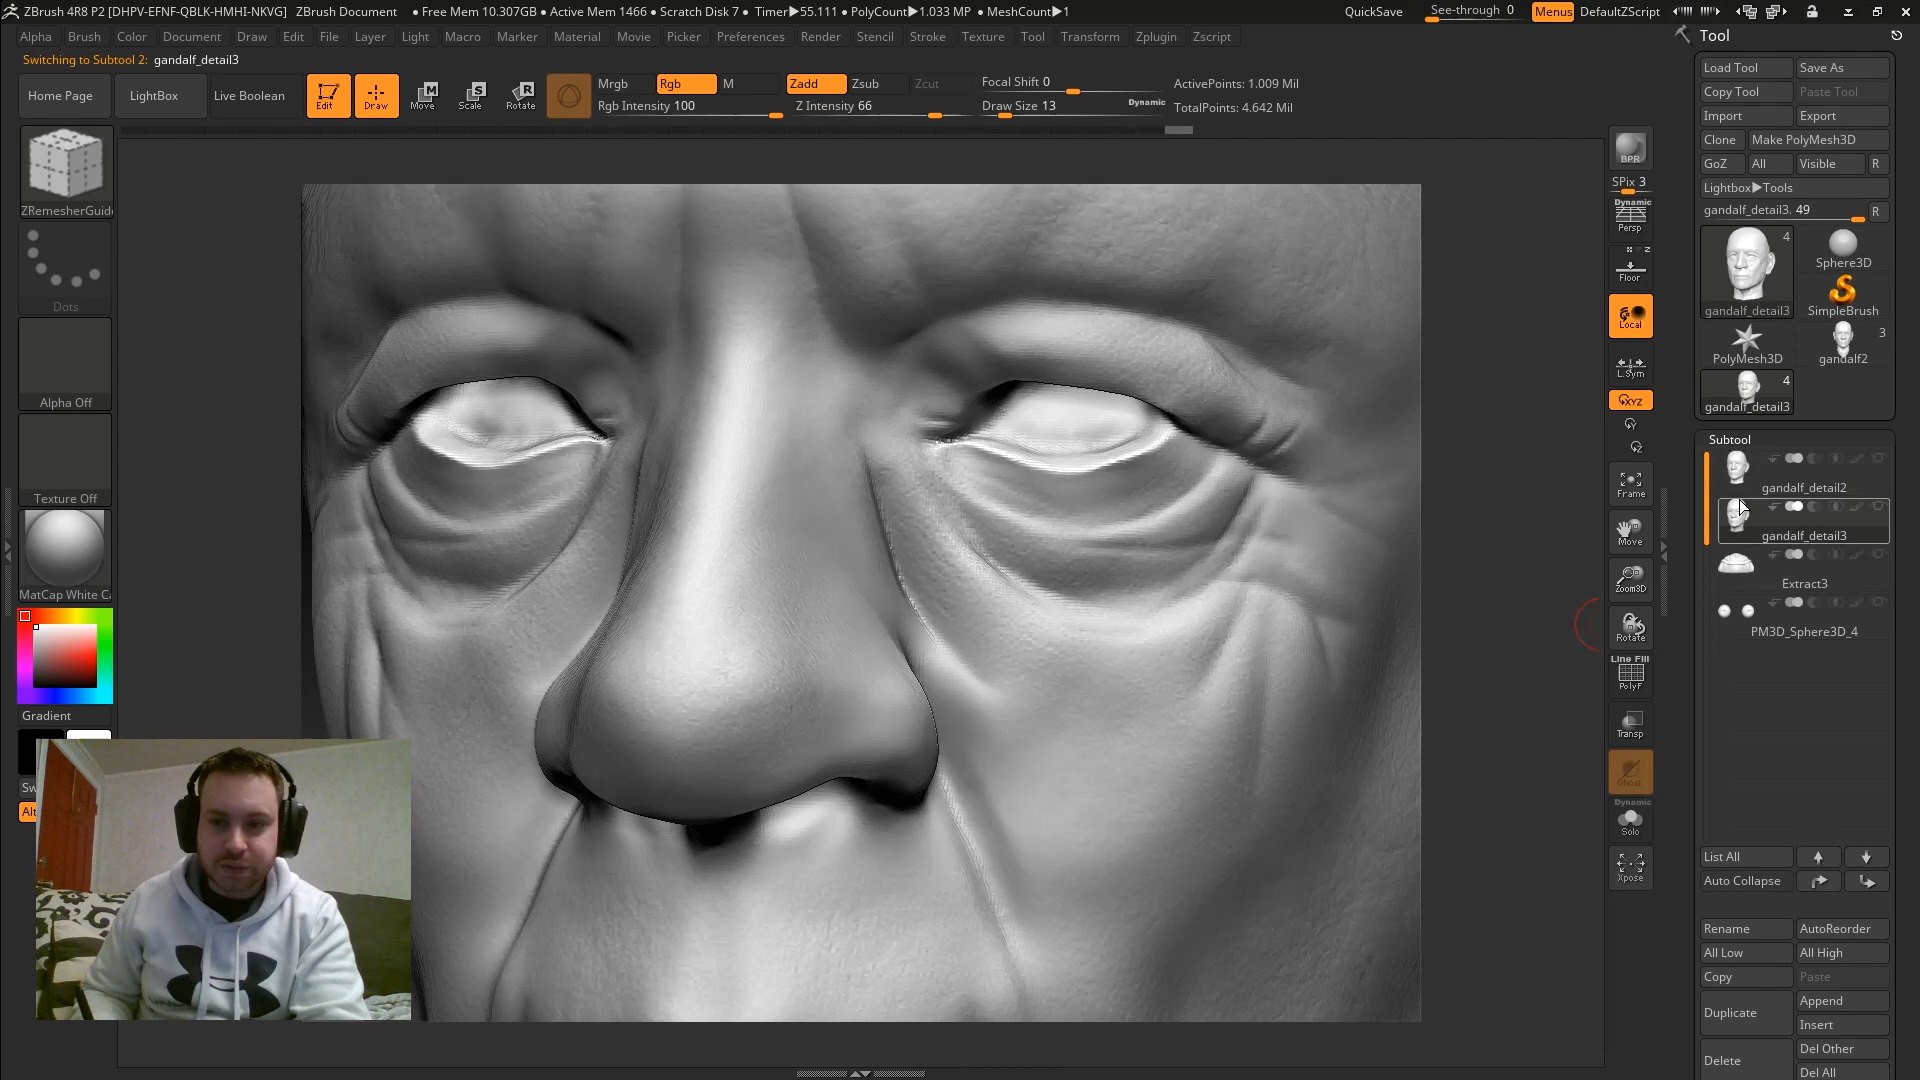 ZBrush 4R8 P2 [DHPV-EFNF-QBLK-HMHI-NKVG] ZBrush Document • Free Mem 10.307GB • Active Mem 1466 • Scratch Disk 7 • Timer▶55.111 • PolyCount▶1.033 MP • MeshCount▶1 QuickSave See-through 0 Menus DefaultZScript
Alpha Brush Color Document Draw Edit File Layer Light Macro Marker Material Movie Picker Preferences Render Stencil Stroke Texture Tool Transform Zplugin Zscript
Switching to Subtool 2: gandalf_detail3
Home Page LightBox Live Boolean Edit Draw Move Scale Rotate
Mrgb Rgb M Zadd Zsub Zcut Focal Shift 0 ActivePoints: 1.009 Mil
Rgb Intensity 100 Z Intensity 66 Draw Size 13 Dynamic TotalPoints: 4.642 Mil
ZRemesherGuide
Dots
Alpha Off
Texture Off
MatCap White Ca
Gradient
Sw
Alt
BPR
SPix 3
Dynamic
Persp
Floor
Local
L.Sym
XYZ
Frame
Move
Zoom3D
Rotate
Line Fill
PolyF
Transp
Ghost
Dynamic
Solo
Xpose
Tool
Load Tool Save As
Copy Tool Paste Tool
Import Export
Clone Make PolyMesh3D
GoZ All Visible R
Lightbox▶Tools
gandalf_detail3. 49 R
4
Sphere3D
gandalf_detail3 SimpleBrush
3
PolyMesh3D gandalf2
4
gandalf_detail3
Subtool
gandalf_detail2
gandalf_detail3
Extract3
PM3D_Sphere3D_4
List All
Auto Collapse
Rename AutoReorder
All Low All High
Copy Paste
Duplicate Append
Insert
Delete Del Other
Del All